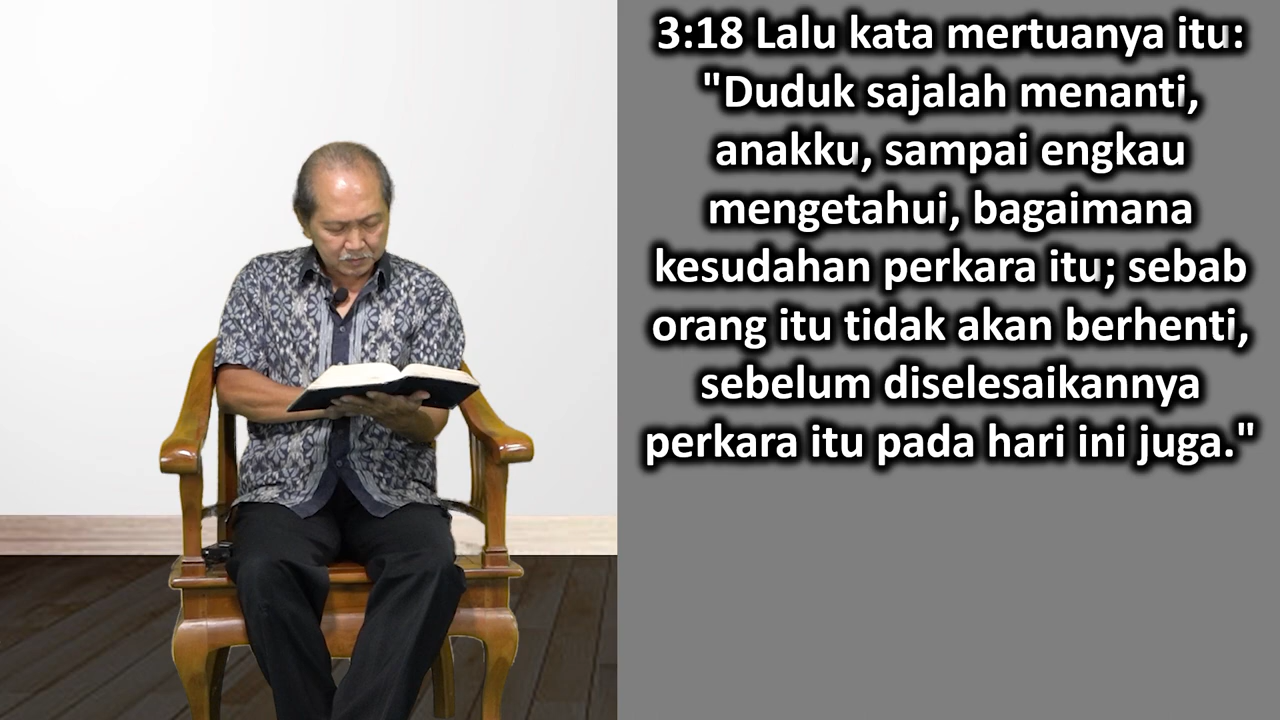 3:18 Lalu kata mertuanya itu:
"Duduk sajalah menanti,
anakku, sampai engkau
mengetahui, bagaimana
kesudahan perkara itu; sebab
orang itu tidak akan berhenti,
sebelum diselesaikannya
perkara itu pada hari ini juga."